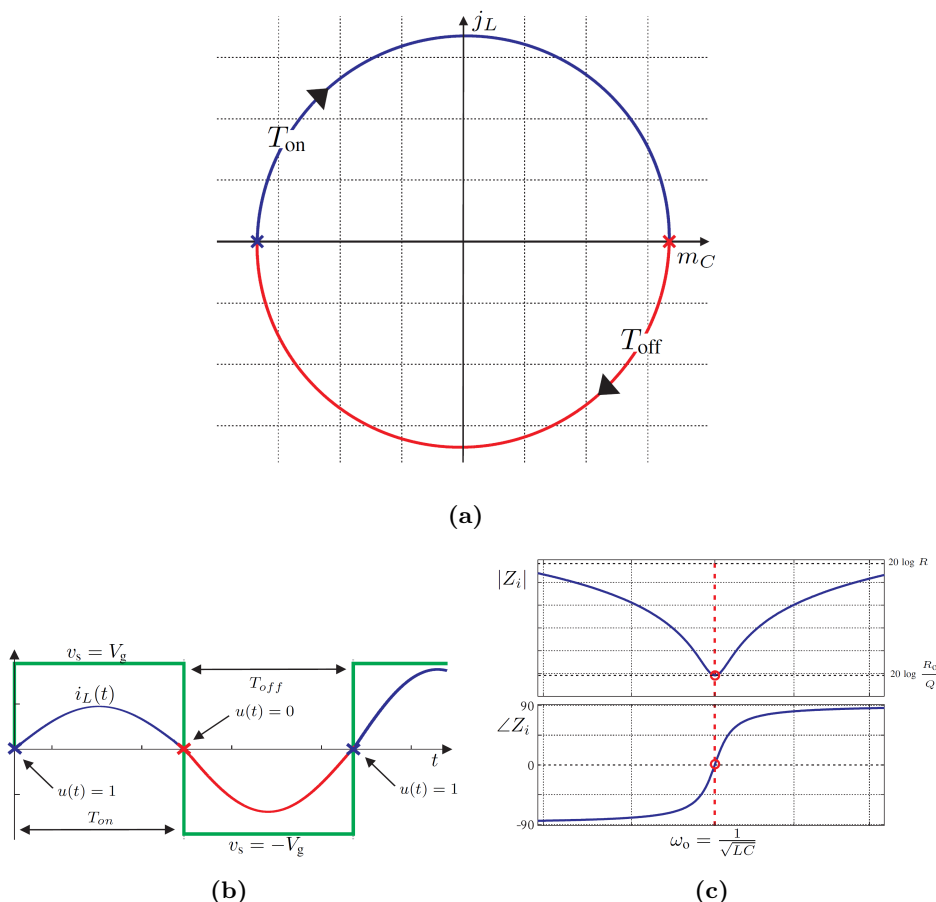 j_L
T_on
m_C
T_off
(a)
v_s = V_g
i_L(t)
T_off
u(t) = 0
t
u(t) = 1
u(t) = 1
T_on
v_s = −V_g
(b)
|Z_i|
20 log R
20 log R_o/Q
∠Z_i
90
0
-90
ω_o = 1/√LC
(c)